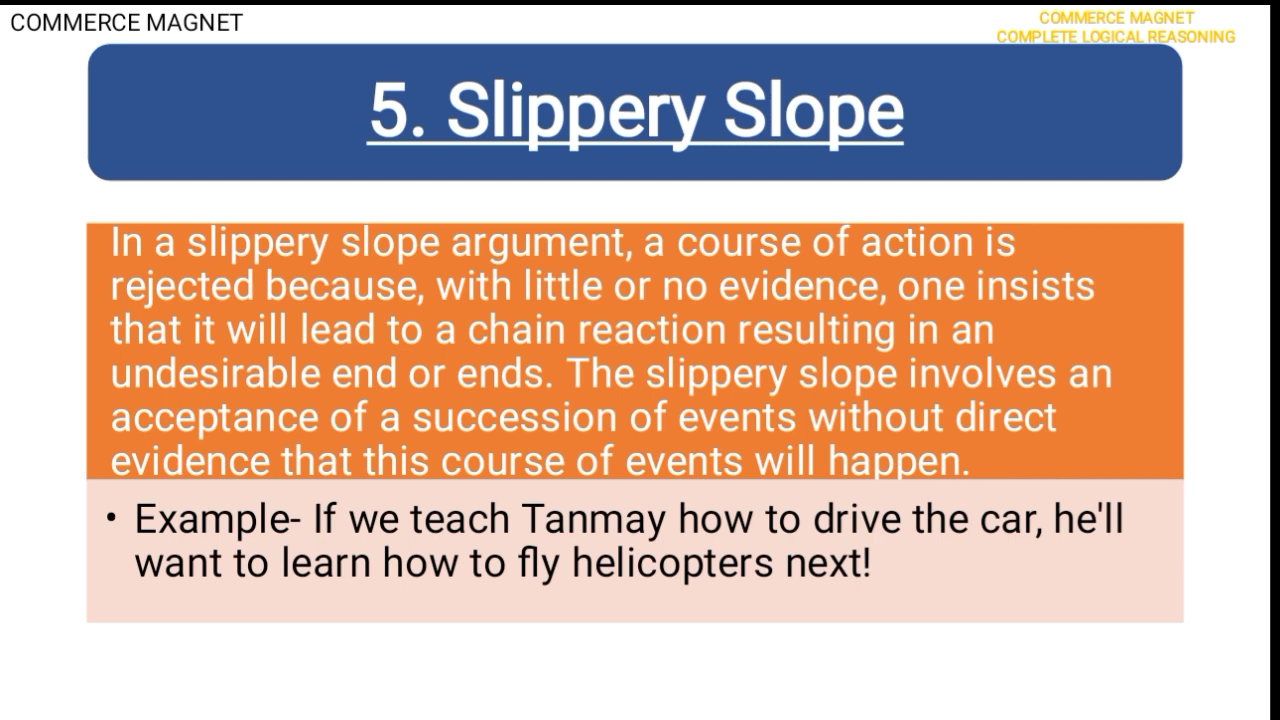 COMMERCE MAGNET
COMMERCE MAGNET
COMPLETE LOGICAL REASONING
5. Slippery Slope
In a slippery slope argument, a course of action is
rejected because, with little or no evidence, one insists
that it will lead to a chain reaction resulting in an
undesirable end or ends. The slippery slope involves an
acceptance of a succession of events without direct
evidence that this course of events will happen.
• Example- If we teach Tanmay how to drive the car, he'll
want to learn how to fly helicopters next!